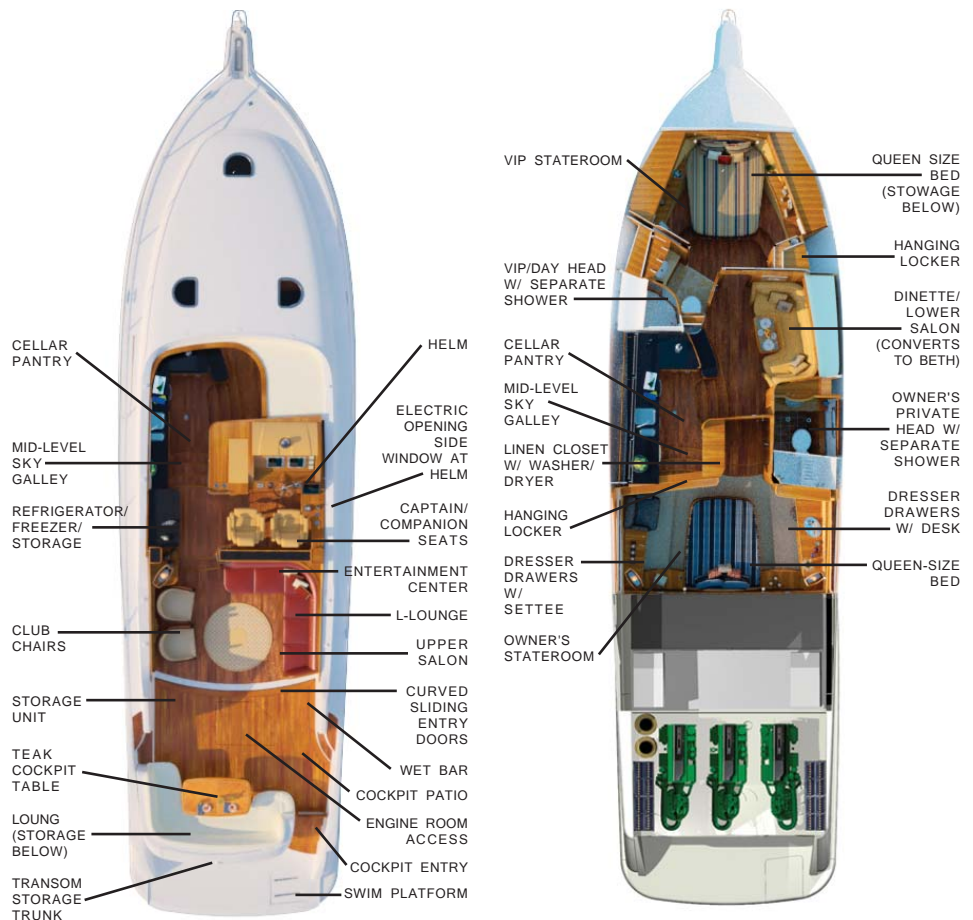 CELLAR
PANTRY
MID-LEVEL
SKY
GALLEY
REFRIGERATOR/
FREEZER/
STORAGE
CLUB
CHAIRS
STORAGE
UNIT
TEAK
COCKPIT
TABLE
LOUNG
(STORAGE
BELOW)
TRANSOM
STORAGE
TRUNK
HELM
ELECTRIC
OPENING
SIDE
WINDOW AT
HELM
CAPTAIN/
COMPANION
SEATS
ENTERTAINMENT
CENTER
L-LOUNGE
UPPER
SALON
CURVED
SLIDING
ENTRY
DOORS
WET BAR
COCKPIT PATIO
ENGINE ROOM
ACCESS
COCKPIT ENTRY
SWIM PLATFORM
VIP STATEROOM
VIP/DAY HEAD
W/ SEPARATE
SHOWER
CELLAR
PANTRY
MID-LEVEL
SKY
GALLEY
LINEN CLOSET
W/ WASHER/
DRYER
HANGING
LOCKER
DRESSER
DRAWERS
W/
SETTEE
OWNER'S
STATEROOM
QUEEN SIZE
BED
(STOWAGE
BELOW)
HANGING
LOCKER
DINETTE/
LOWER
SALON
(CONVERTS
TO BETH)
OWNER'S
PRIVATE
HEAD W/
SEPARATE
SHOWER
DRESSER
DRAWERS
W/ DESK
QUEEN-SIZE
BED